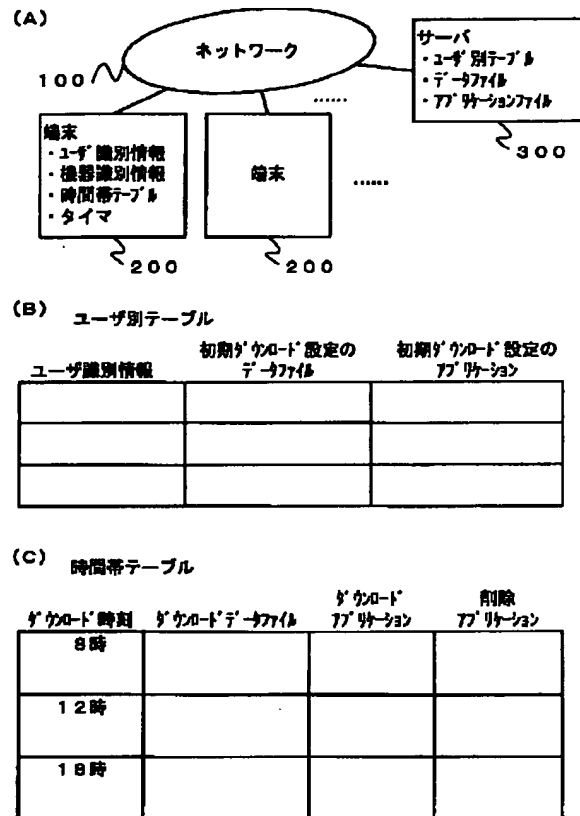 (A)
ネットワーク
100
サーバ
・ユーザ別テーブル
・データファイル
・アプリケーションファイル
300
端末
・ユーザ識別情報
・機器識別情報
・時間帯テーブル
・タイマ
200
端末
200
......
......
(B)
ユーザ別テーブル
ユーザ識別情報
初期ダウンロード設定の
データファイル
初期ダウンロード設定の
アプリケーション
(C)
時間帯テーブル
ダウンロード時刻
ダウンロードデータファイル
ダウンロード
アプリケーション
削除
アプリケーション
8時
12時
18時